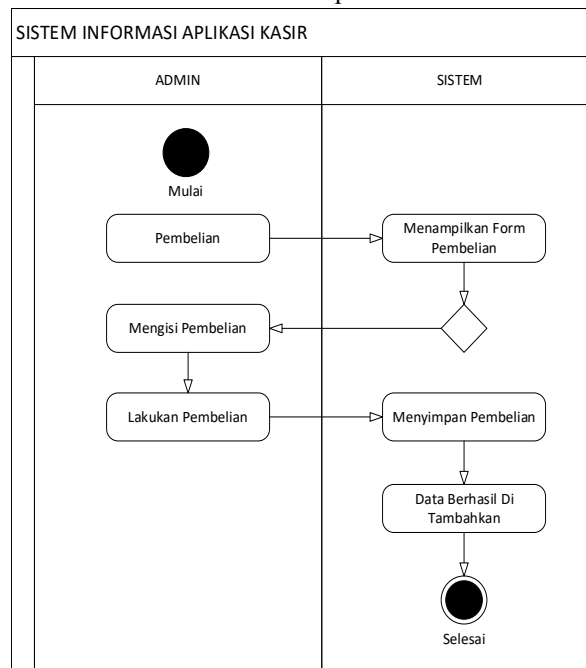 SISTEM INFORMASI APLIKASI KASIR
ADMIN
SISTEM
Mulai
Pembelian
Menampilkan Form
Pembelian
Mengisi Pembelian
Lakukan Pembelian
Menyimpan Pembelian
Data Berhasil Di
Tambahkan
Selesai